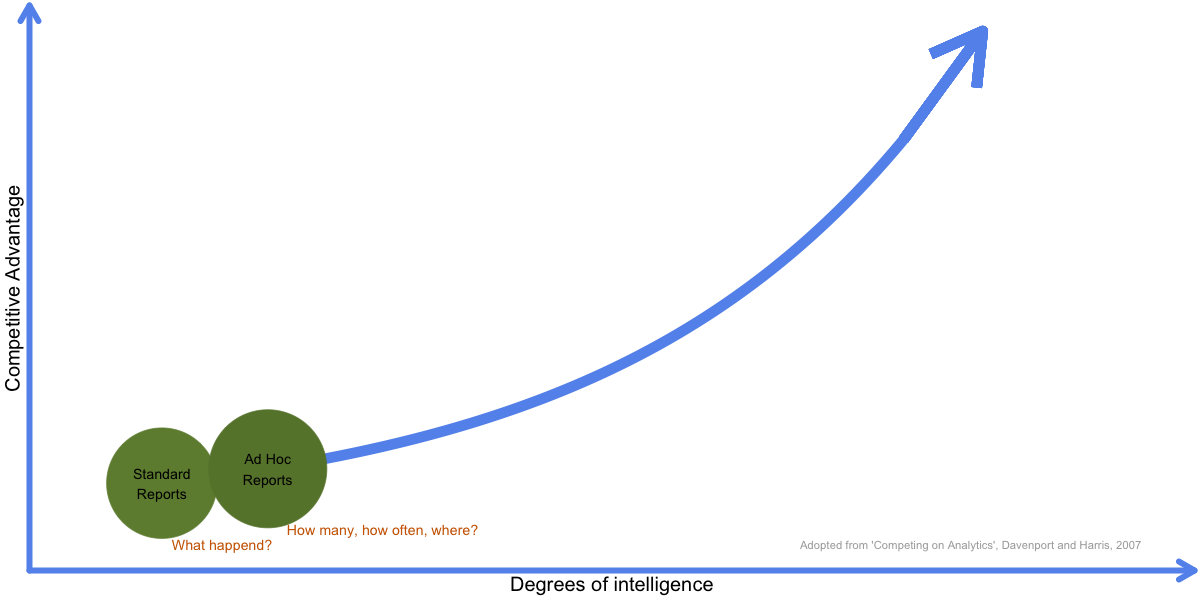 Competitive Advantage
Standard
Reports
Ad Hoc
Reports
How many, how often, where?
What happend?
Adopted from 'Competing on Analytics', Davenport and Harris, 2007
Degrees of intelligence